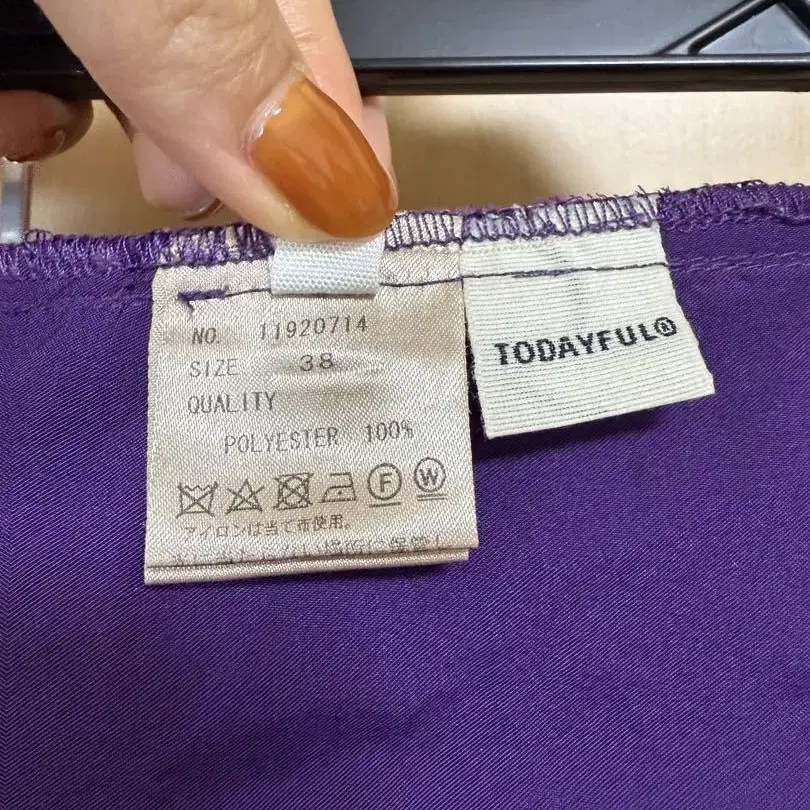 NO. 11920714
SIZE 38
QUALITY
POLYESTER 100%
F W
アイロンは当て布使用。
TODAYFUL®